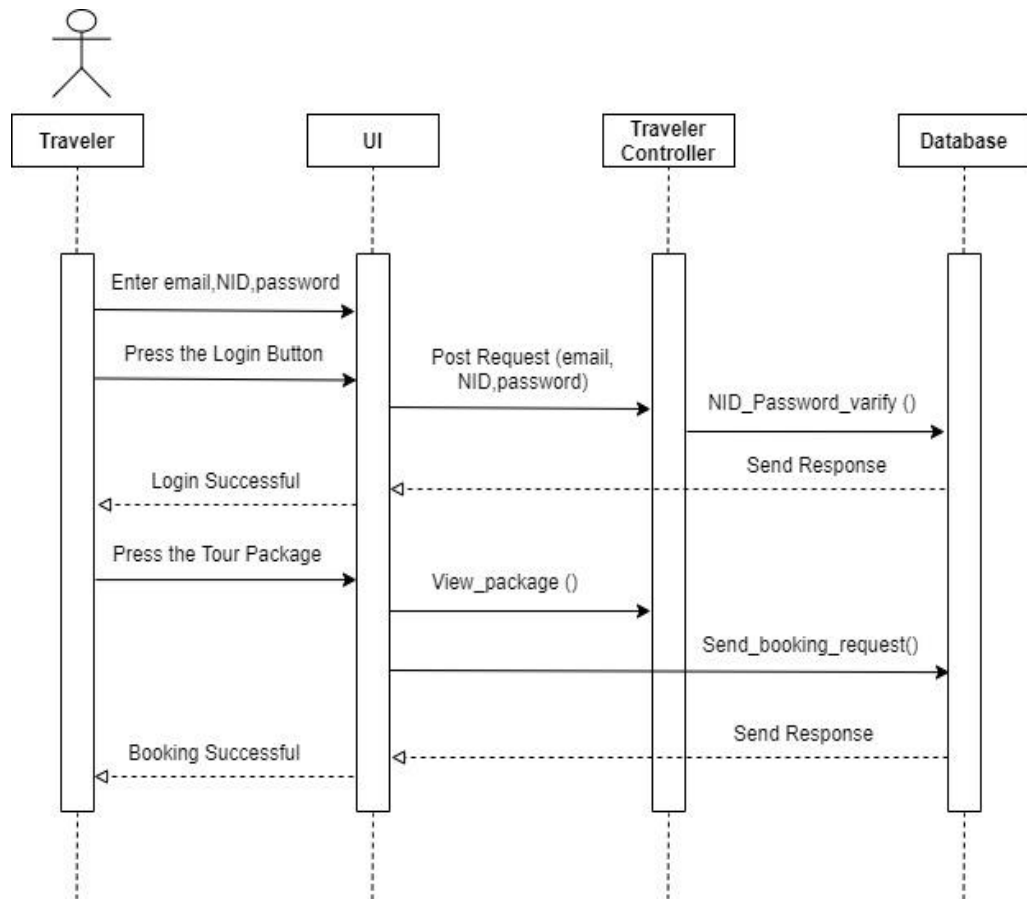 Traveler
UI
Traveler
Controller
Database
Enter email,NID,password
Press the Login Button
Post Request (email,
NID,password)
NID_Password_varify ()
Send Response
Login Successful
Press the Tour Package
View_package ()
Send_booking_request()
Send Response
Booking Successful